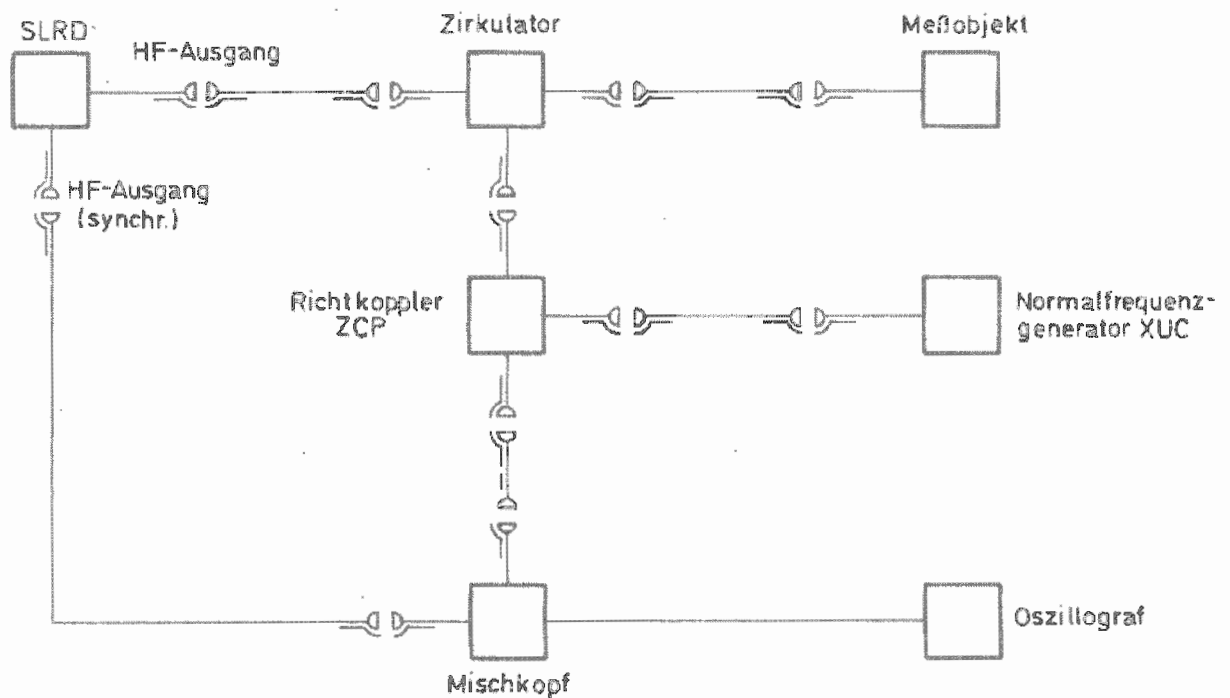 SLRD
HF-Ausgang
Zirkulator
Meßobjekt
HF-Ausgang
(synchr.)
Richtkoppler
ZCP
Normalfrequenz-
generator XUC
Oszillograf
Mischkopf